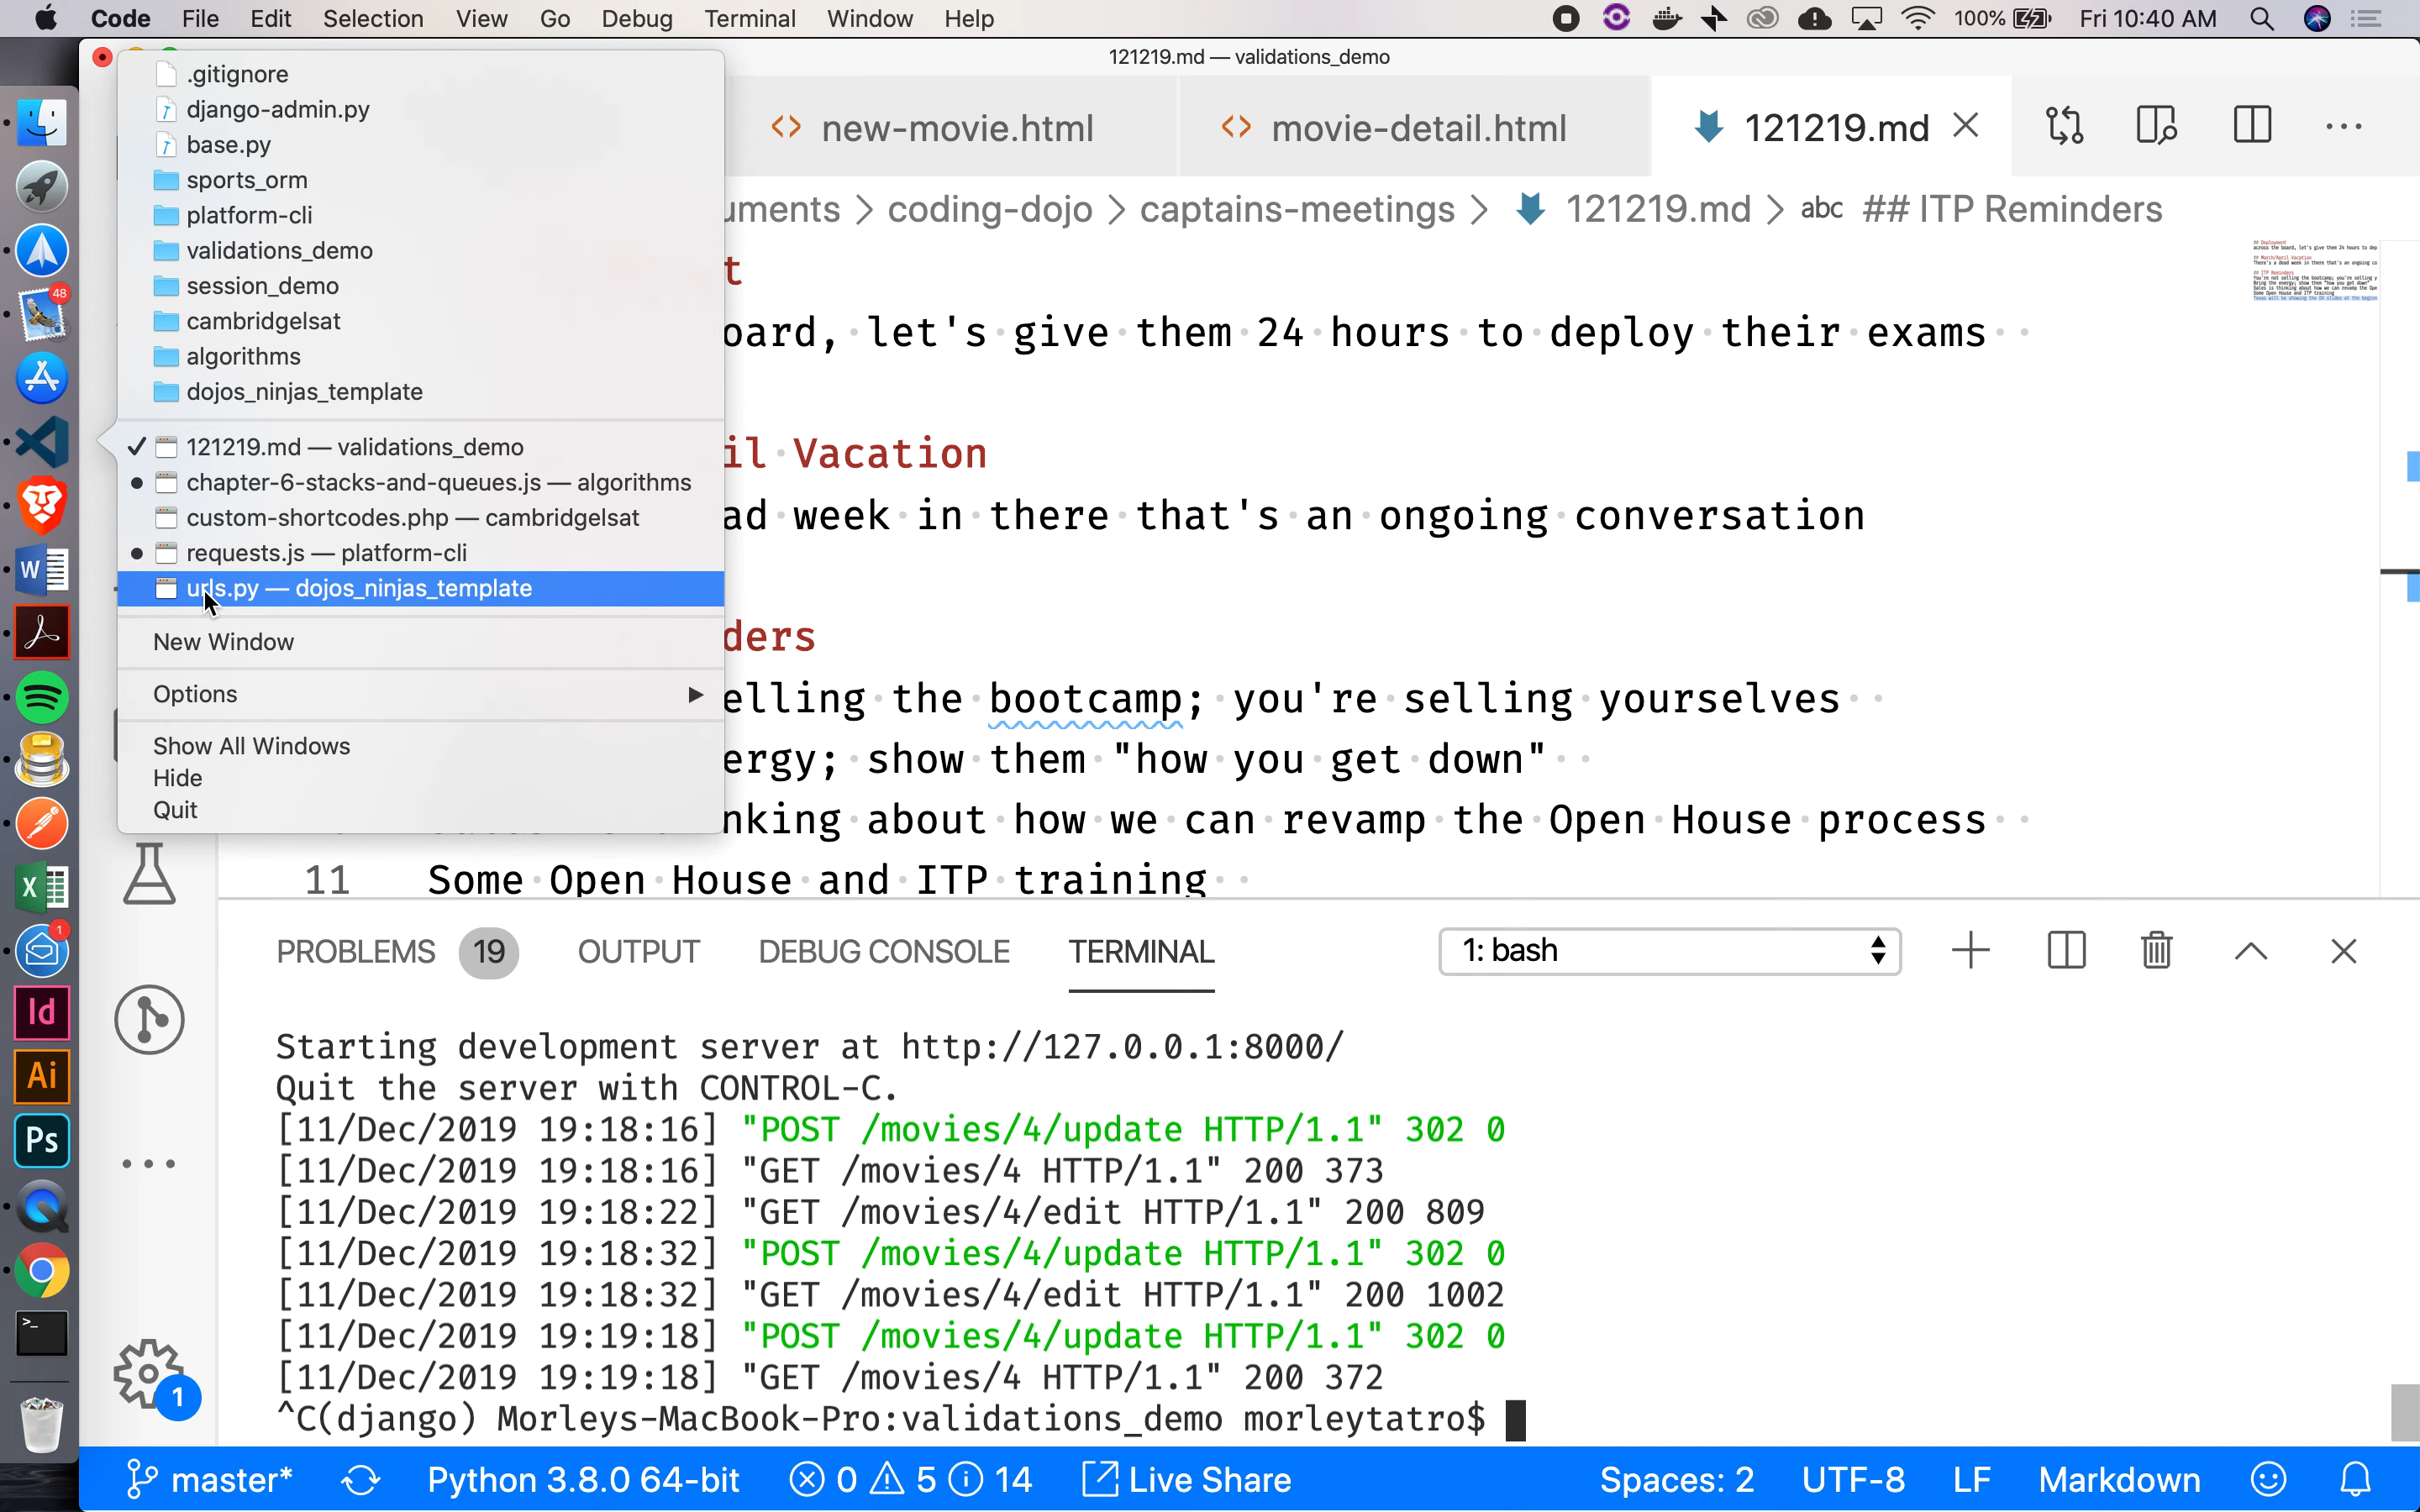 Code File Edit Selection View Go Debug Terminal Window Help 100% Fri 10:40 AM
121219.md — validations_demo
.gitignore
django-admin.py
base.py
sports_orm
platform-cli
validations_demo
session_demo
cambridgelsat
algorithms
dojos_ninjas_template
✓ 121219.md — validations_demo
chapter-6-stacks-and-queues.js — algorithms
custom-shortcodes.php — cambridgelsat
requests.js — platform-cli
urls.py — dojos_ninjas_template
New Window
Options
Show All Windows
Hide
Quit
new-movie.html movie-detail.html 121219.md
uments > coding-dojo > captains-meetings > 121219.md > abc ## ITP Reminders
t
oard, let's give them 24 hours to deploy their exams
il Vacation
ad week in there that's an ongoing conversation
ders
elling the bootcamp; you're selling yourselves
ergy; show them "how you get down"
nking about how we can revamp the Open House process
11 Some Open House and ITP training
PROBLEMS 19 OUTPUT DEBUG CONSOLE TERMINAL 1: bash
Starting development server at http://127.0.0.1:8000/
Quit the server with CONTROL-C.
[11/Dec/2019 19:18:16] "POST /movies/4/update HTTP/1.1" 302 0
[11/Dec/2019 19:18:16] "GET /movies/4 HTTP/1.1" 200 373
[11/Dec/2019 19:18:22] "GET /movies/4/edit HTTP/1.1" 200 809
[11/Dec/2019 19:18:32] "POST /movies/4/update HTTP/1.1" 302 0
[11/Dec/2019 19:18:32] "GET /movies/4/edit HTTP/1.1" 200 1002
[11/Dec/2019 19:19:18] "POST /movies/4/update HTTP/1.1" 302 0
[11/Dec/2019 19:19:18] "GET /movies/4 HTTP/1.1" 200 372
^C(django) Morleys-MacBook-Pro:validations_demo morleytatro$
48
W
X
1
Id
Ai
Ps
>_
1
master* Python 3.8.0 64-bit 0 5 14 Live Share Spaces: 2 UTF-8 LF Markdown